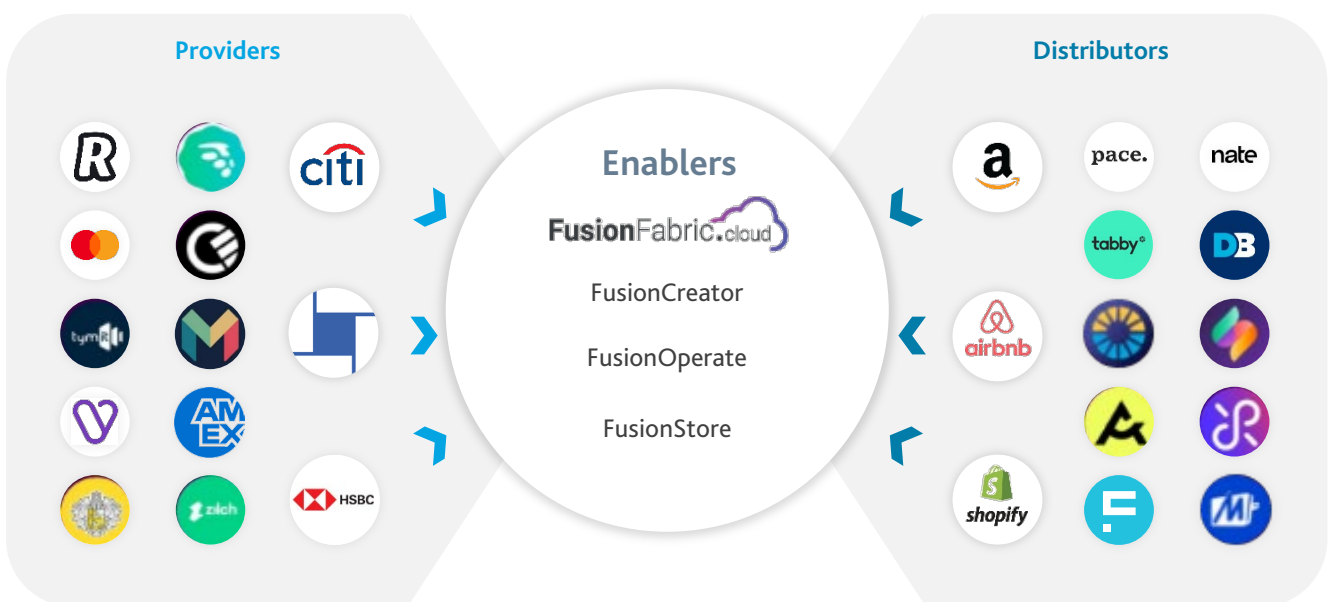 Providers
R
citi
tyme
AM
EX
zilch
HSBC
Enablers
FusionFabric.cloud
FusionCreator
FusionOperate
FusionStore
Distributors
a
pace.
nate
tabby
DB
airbnb
shopify